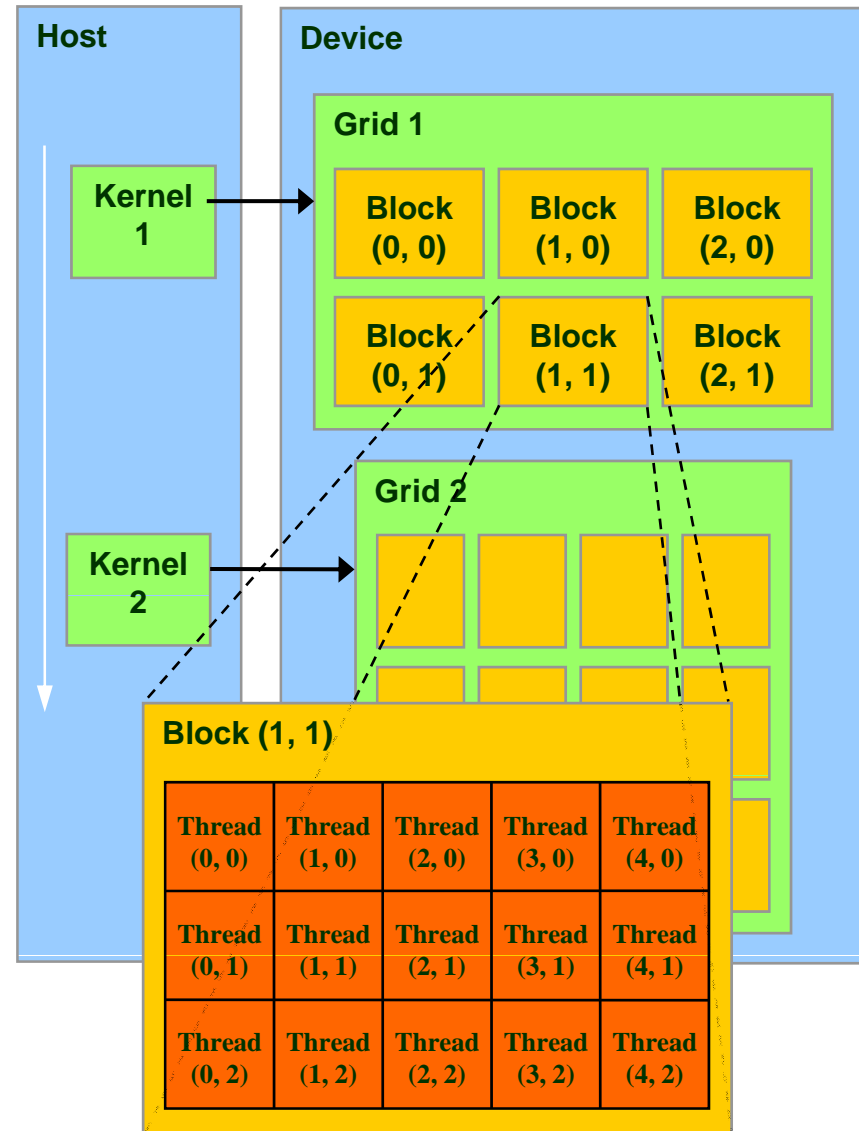 Host
Device
Grid 1
Kernel
1
Block
(0, 0)
Block
(1, 0)
Block
(2, 0)
Block
(0, 1)
Block
(1, 1)
Block
(2, 1)
Grid 2
Kernel
2
Block (1, 1)
Thread
(0, 0)
Thread
(1, 0)
Thread
(2, 0)
Thread
(3, 0)
Thread
(4, 0)
Thread
(0, 1)
Thread
(1, 1)
Thread
(2, 1)
Thread
(3, 1)
Thread
(4, 1)
Thread
(0, 2)
Thread
(1, 2)
Thread
(2, 2)
Thread
(3, 2)
Thread
(4, 2)